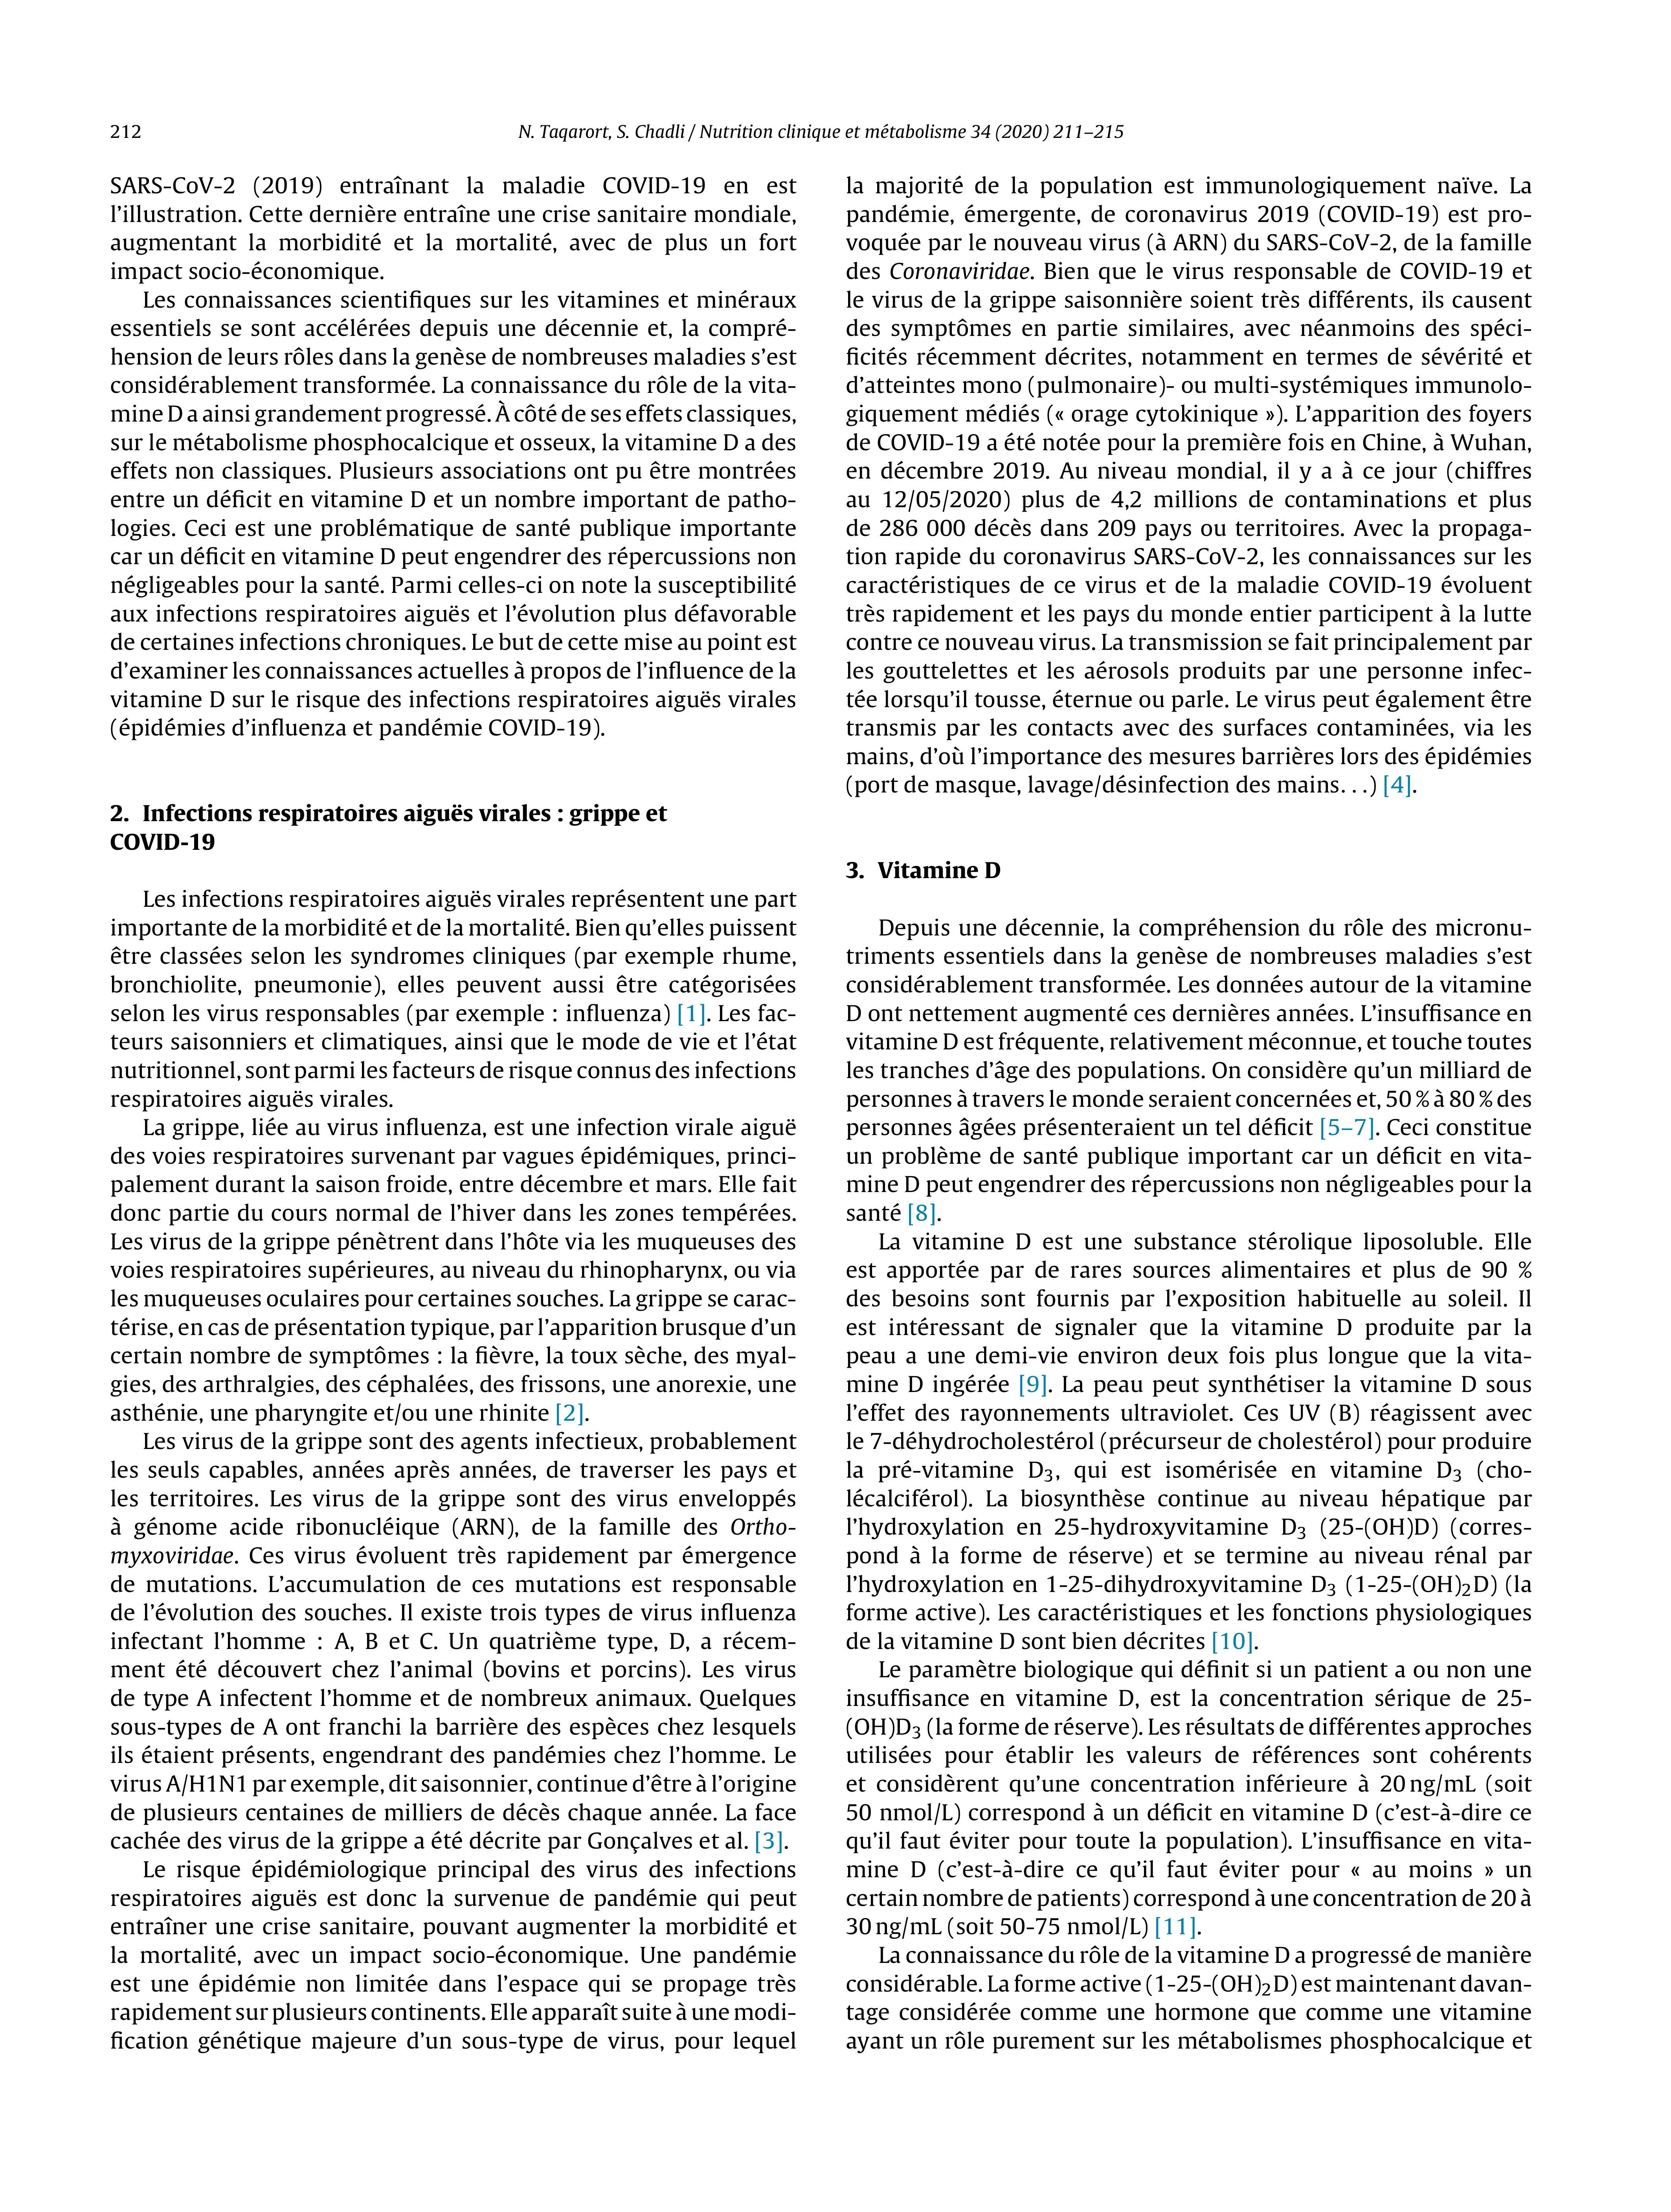 212
N. Taqarort, S. Chadli / Nutrition clinique et métabolisme 34 (2020) 211–215
SARS-CoV-2 (2019) entraînant la maladie COVID-19 en est
l'illustration. Cette dernière entraîne une crise sanitaire mondiale,
augmentant la morbidité et la mortalité, avec de plus un fort
impact socio-économique.
Les connaissances scientifiques sur les vitamines et minéraux
essentiels se sont accélérées depuis une décennie et, la compré-
hension de leurs rôles dans la genèse de nombreuses maladies s'est
considérablement transformée. La connaissance du rôle de la vita-
mine D a ainsi grandement progressé. À côté de ses effets classiques,
sur le métabolisme phosphocalcique et osseux, la vitamine D a des
effets non classiques. Plusieurs associations ont pu être montrées
entre un déficit en vitamine D et un nombre important de patho-
logies. Ceci est une problématique de santé publique importante
car un déficit en vitamine D peut engendrer des répercussions non
négligeables pour la santé. Parmi celles-ci on note la susceptibilité
aux infections respiratoires aiguës et l'évolution plus défavorable
de certaines infections chroniques. Le but de cette mise au point est
d'examiner les connaissances actuelles à propos de l'influence de la
vitamine D sur le risque des infections respiratoires aiguës virales
(épidémies d'influenza et pandémie COVID-19).
2. Infections respiratoires aiguës virales : grippe et
COVID-19
Les infections respiratoires aiguës virales représentent une part
importante de la morbidité et de la mortalité. Bien qu'elles puissent
être classées selon les syndromes cliniques (par exemple rhume,
bronchiolite, pneumonie), elles peuvent aussi être catégorisées
selon les virus responsables (par exemple : influenza) [1]. Les fac-
teurs saisonniers et climatiques, ainsi que le mode de vie et l'état
nutritionnel, sont parmi les facteurs de risque connus des infections
respiratoires aiguës virales.
La grippe, liée au virus influenza, est une infection virale aiguë
des voies respiratoires survenant par vagues épidémiques, princi-
palement durant la saison froide, entre décembre et mars. Elle fait
donc partie du cours normal de l'hiver dans les zones tempérées.
Les virus de la grippe pénètrent dans l'hôte via les muqueuses des
voies respiratoires supérieures, au niveau du rhinopharynx, ou via
les muqueuses oculaires pour certaines souches. La grippe se carac-
térise, en cas de présentation typique, par l'apparition brusque d'un
certain nombre de symptômes : la fièvre, la toux sèche, des myal-
gies, des arthralgies, des céphalées, des frissons, une anorexie, une
asthénie, une pharyngite et/ou une rhinite [2].
Les virus de la grippe sont des agents infectieux, probablement
les seuls capables, années après années, de traverser les pays et
les territoires. Les virus de la grippe sont des virus enveloppés
à génome acide ribonucléique (ARN), de la famille des Ortho-
myxoviridae. Ces virus évoluent très rapidement par émergence
de mutations. L'accumulation de ces mutations est responsable
de l'évolution des souches. Il existe trois types de virus influenza
infectant l'homme : A, B et C. Un quatrième type, D, a récem-
ment été découvert chez l'animal (bovins et porcins). Les virus
de type A infectent l'homme et de nombreux animaux. Quelques
sous-types de A ont franchi la barrière des espèces chez lesquels
ils étaient présents, engendrant des pandémies chez l'homme. Le
virus A/H1N1 par exemple, dit saisonnier, continue d'être à l'origine
de plusieurs centaines de milliers de décès chaque année. La face
cachée des virus de la grippe a été décrite par Gonçalves et al. [3].
Le risque épidémiologique principal des virus des infections
respiratoires aiguës est donc la survenue de pandémie qui peut
entraîner une crise sanitaire, pouvant augmenter la morbidité et
la mortalité, avec un impact socio-économique. Une pandémie
est une épidémie non limitée dans l'espace qui se propage très
rapidement sur plusieurs continents. Elle apparaît suite à une modi-
fication génétique majeure d'un sous-type de virus, pour lequel
la majorité de la population est immunologiquement naïve. La
pandémie, émergente, de coronavirus 2019 (COVID-19) est pro-
voquée par le nouveau virus (à ARN) du SARS-CoV-2, de la famille
des Coronaviridae. Bien que le virus responsable de COVID-19 et
le virus de la grippe saisonnière soient très différents, ils causent
des symptômes en partie similaires, avec néanmoins des spéci-
ficités récemment décrites, notamment en termes de sévérité et
d'atteintes mono (pulmonaire)- ou multi-systémiques immunolo-
giquement médiés (« orage cytokinique »). L'apparition des foyers
de COVID-19 a été notée pour la première fois en Chine, à Wuhan,
en décembre 2019. Au niveau mondial, il y a à ce jour (chiffres
au 12/05/2020) plus de 4,2 millions de contaminations et plus
de 286 000 décès dans 209 pays ou territoires. Avec la propaga-
tion rapide du coronavirus SARS-CoV-2, les connaissances sur les
caractéristiques de ce virus et de la maladie COVID-19 évoluent
très rapidement et les pays du monde entier participent à la lutte
contre ce nouveau virus. La transmission se fait principalement par
les gouttelettes et les aérosols produits par une personne infec-
tée lorsqu'il tousse, éternue ou parle. Le virus peut également être
transmis par les contacts avec des surfaces contaminées, via les
mains, d'où l'importance des mesures barrières lors des épidémies
(port de masque, lavage/désinfection des mains...) [4].
3. Vitamine D
Depuis une décennie, la compréhension du rôle des micronu-
triments essentiels dans la genèse de nombreuses maladies s'est
considérablement transformée. Les données autour de la vitamine
D ont nettement augmenté ces dernières années. L'insuffisance en
vitamine D est fréquente, relativement méconnue, et touche toutes
les tranches d'âge des populations. On considère qu'un milliard de
personnes à travers le monde seraient concernées et, 50 % à 80 % des
personnes âgées présenteraient un tel déficit [5–7]. Ceci constitue
un problème de santé publique important car un déficit en vita-
mine D peut engendrer des répercussions non négligeables pour la
santé [8].
La vitamine D est une substance stérolique liposoluble. Elle
est apportée par de rares sources alimentaires et plus de 90 %
des besoins sont fournis par l'exposition habituelle au soleil. Il
est intéressant de signaler que la vitamine D produite par la
peau a une demi-vie environ deux fois plus longue que la vita-
mine D ingérée [9]. La peau peut synthétiser la vitamine D sous
l'effet des rayonnements ultraviolet. Ces UV (B) réagissent avec
le 7-déhydrocholestérol (précurseur de cholestérol) pour produire
la pré-vitamine D₃, qui est isomérisée en vitamine D₃ (cho-
lécalciférol). La biosynthèse continue au niveau hépatique par
l'hydroxylation en 25-hydroxyvitamine D₃ (25-(OH)D) (corres-
pond à la forme de réserve) et se termine au niveau rénal par
l'hydroxylation en 1-25-dihydroxyvitamine D₃ (1-25-(OH)₂D) (la
forme active). Les caractéristiques et les fonctions physiologiques
de la vitamine D sont bien décrites [10].
Le paramètre biologique qui définit si un patient a ou non une
insuffisance en vitamine D, est la concentration sérique de 25-
(OH)D₃ (la forme de réserve). Les résultats de différentes approches
utilisées pour établir les valeurs de références sont cohérents
et considèrent qu'une concentration inférieure à 20 ng/mL (soit
50 nmol/L) correspond à un déficit en vitamine D (c'est-à-dire ce
qu'il faut éviter pour toute la population). L'insuffisance en vita-
mine D (c'est-à-dire ce qu'il faut éviter pour « au moins » un
certain nombre de patients) correspond à une concentration de 20 à
30 ng/mL (soit 50-75 nmol/L) [11].
La connaissance du rôle de la vitamine D a progressé de manière
considérable. La forme active (1-25-(OH)₂D) est maintenant davan-
tage considérée comme une hormone que comme une vitamine
ayant un rôle purement sur les métabolismes phosphocalcique et